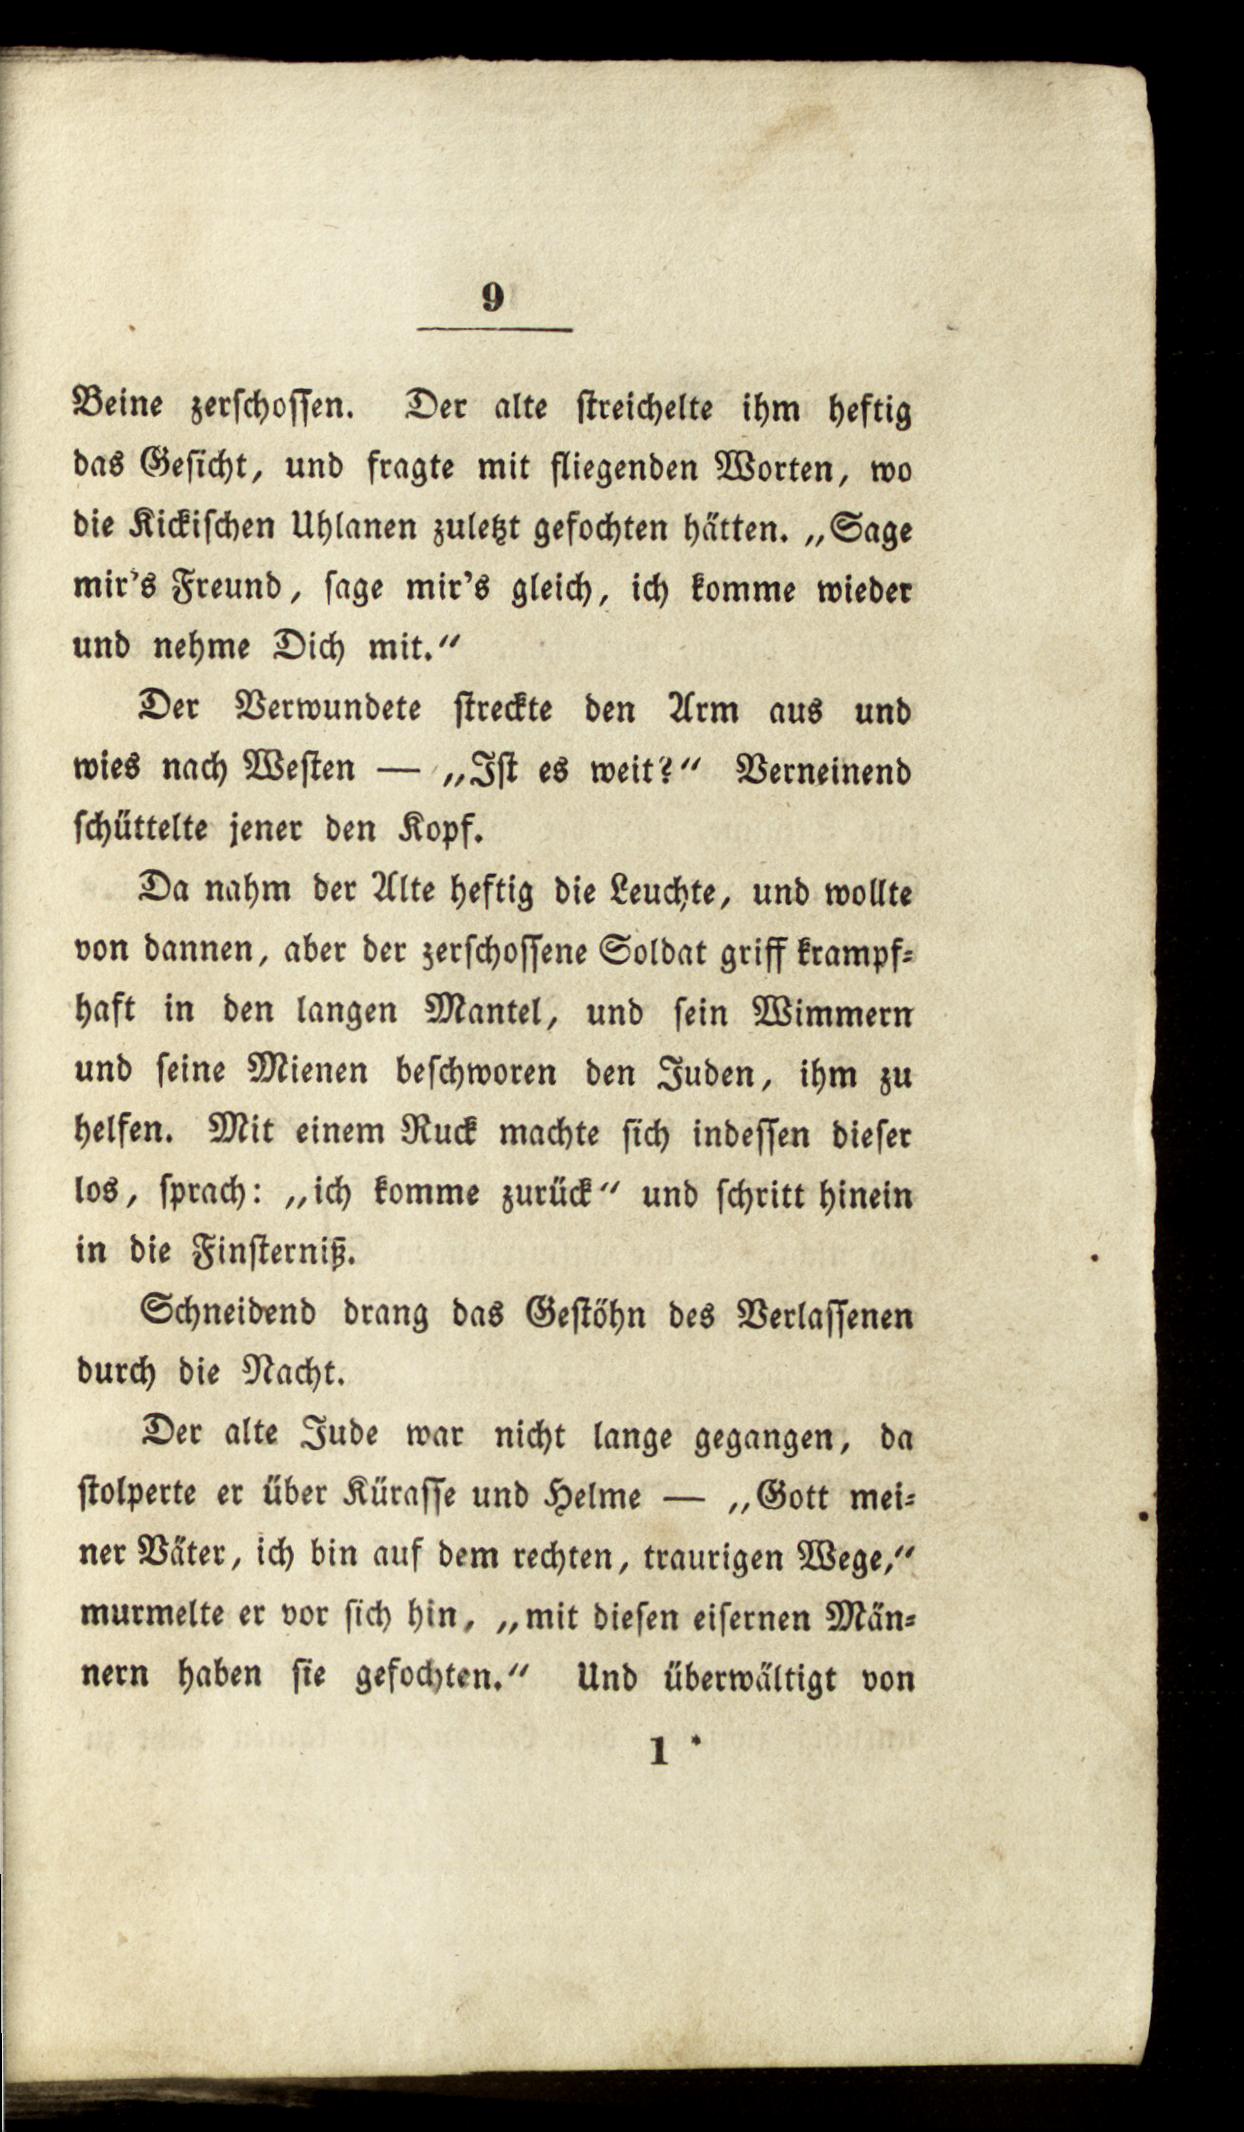 9
Beine zerſchoſſen. Der alte ſtreichelte ihm heftig
das Geſicht, und fragte mit fliegenden Worten, wo
die Kickiſchen Uhlanen zuletzt gefochten hätten. „Sage
mir's Freund, ſage mir's gleich, ich komme wieder
und nehme Dich mit.“
Der Verwundete ſtreckte den Arm aus und
wies nach Weſten — „Iſt es weit?“ Verneinend
ſchüttelte jener den Kopf.
Da nahm der Alte heftig die Leuchte, und wollte
von dannen, aber der zerſchoſſene Soldat griff krampf⸗
haft in den langen Mantel, und ſein Wimmern
und ſeine Mienen beſchworen den Juden, ihm zu
helfen. Mit einem Ruck machte ſich indeſſen dieſer
los, ſprach: „ich komme zurück“ und ſchritt hinein
in die Finſterniß.
Schneidend drang das Geſtöhn des Verlaſſenen
durch die Nacht.
Der alte Jude war nicht lange gegangen, da
ſtolperte er über Küraſſe und Helme — „Gott mei⸗
ner Väter, ich bin auf dem rechten, traurigen Wege,“
murmelte er vor ſich hin, „mit dieſen eiſernen Män⸗
nern haben ſie gefochten.“ Und überwältigt von
1 *